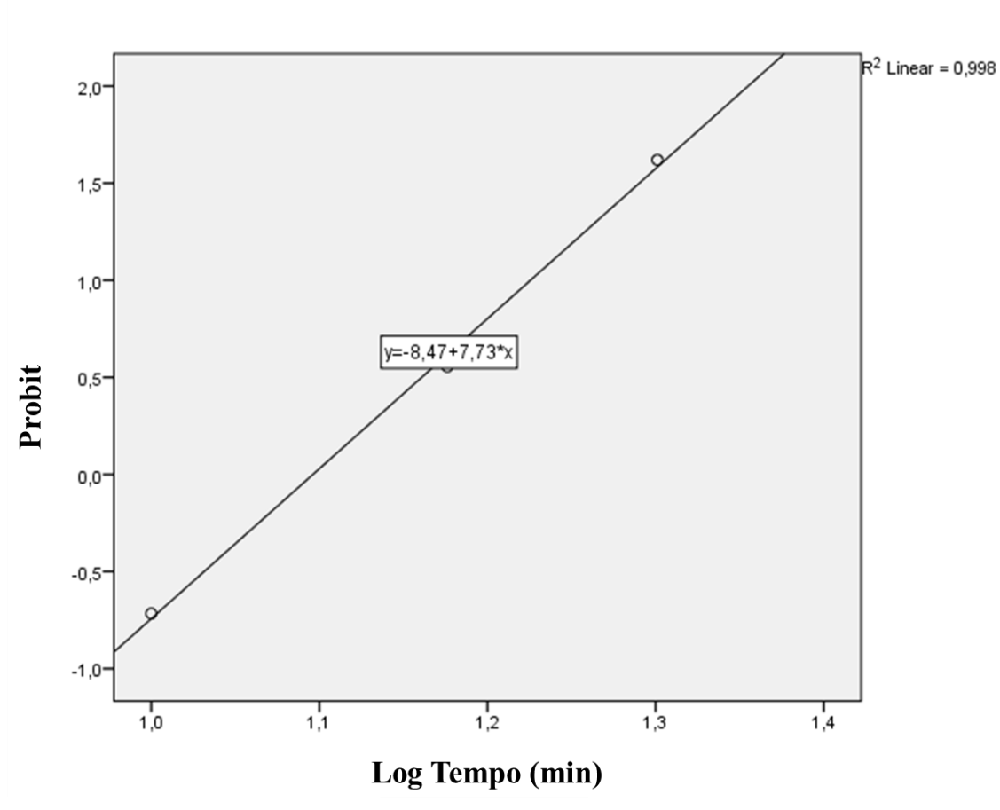 R² Linear = 0,998
2,0
1,5
1,0
y=-8,47+7,73*x
0,5
Probit
0,0
-0,5
-1,0
1,0 1,1 1,2 1,3 1,4
Log Tempo (min)